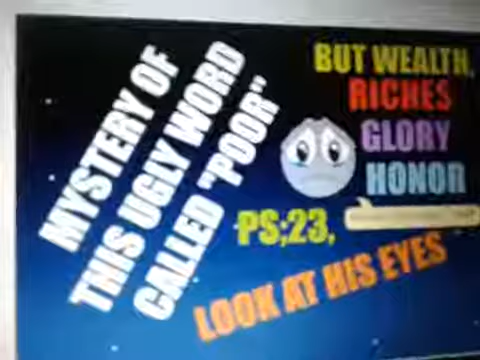 MYSTERY OF
THIS UGLY WORD
CALLED "POOR"
BUT WEALTH,
RICHES
GLORY
HONOR
PS;23,
LOOK AT HIS EYES